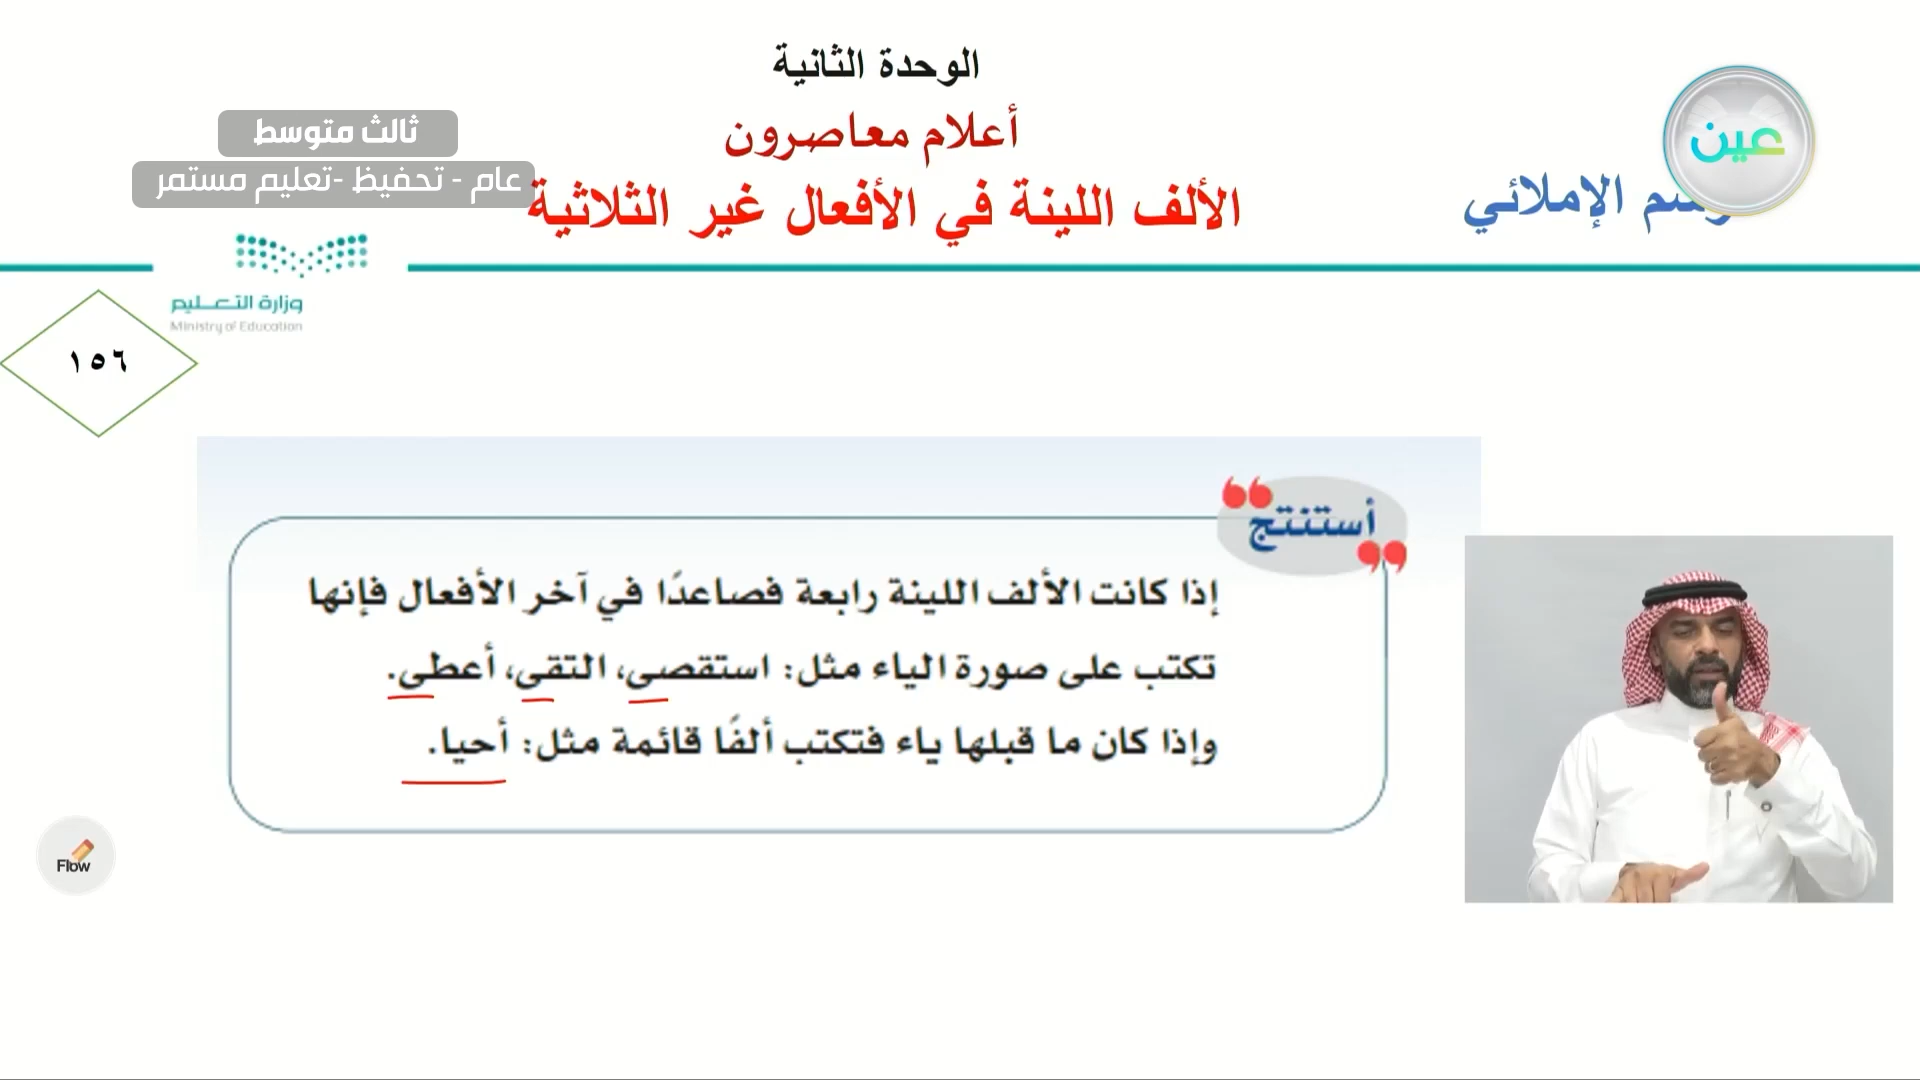 الوحدة الثانية
أعلام معاصرون
الألف اللينة في الأفعال غير الثلاثية
الإملائي
عين
ثالث متوسط
عام - تحفيظ -تعليم مستمر
وزارة التعـليم
Ministry of Education
١٥٦
أستنتج
إذا كانت الألف اللينة رابعة فصاعدًا في آخر الأفعال فإنها
تكتب على صورة الياء مثل: استقصى، التقى، أعطى.
وإذا كان ما قبلها ياء فتكتب ألفًا قائمة مثل: أحيا.
Flow